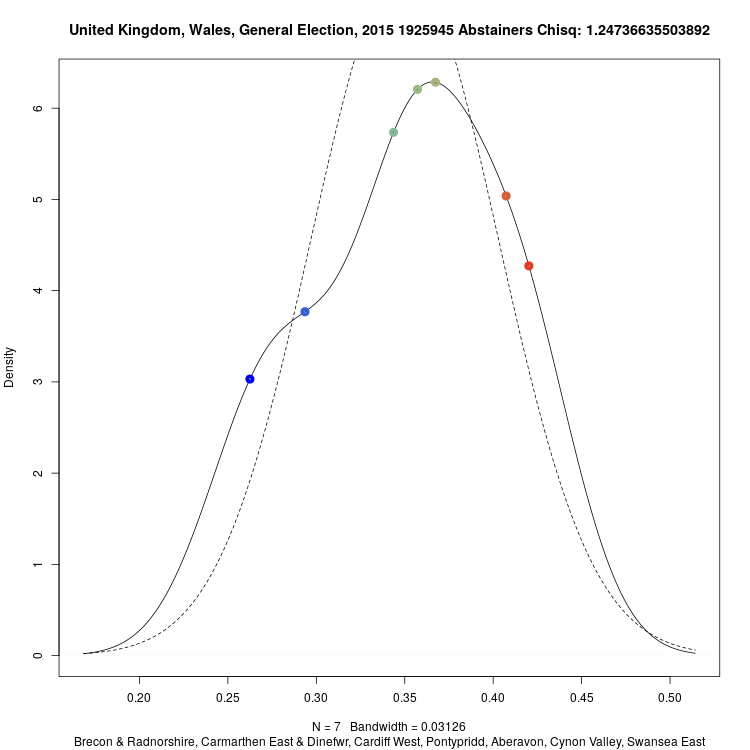 United Kingdom, Wales, General Election, 2015 1925945 Abstainers Chisq: 1.24736635503892
Density
6
5
4
3
2
1
0
0.20 0.25 0.30 0.35 0.40 0.45 0.50
N = 7 Bandwidth = 0.03126
Brecon & Radnorshire, Carmarthen East & Dinefwr, Cardiff West, Pontypridd, Aberavon, Cynon Valley, Swansea East